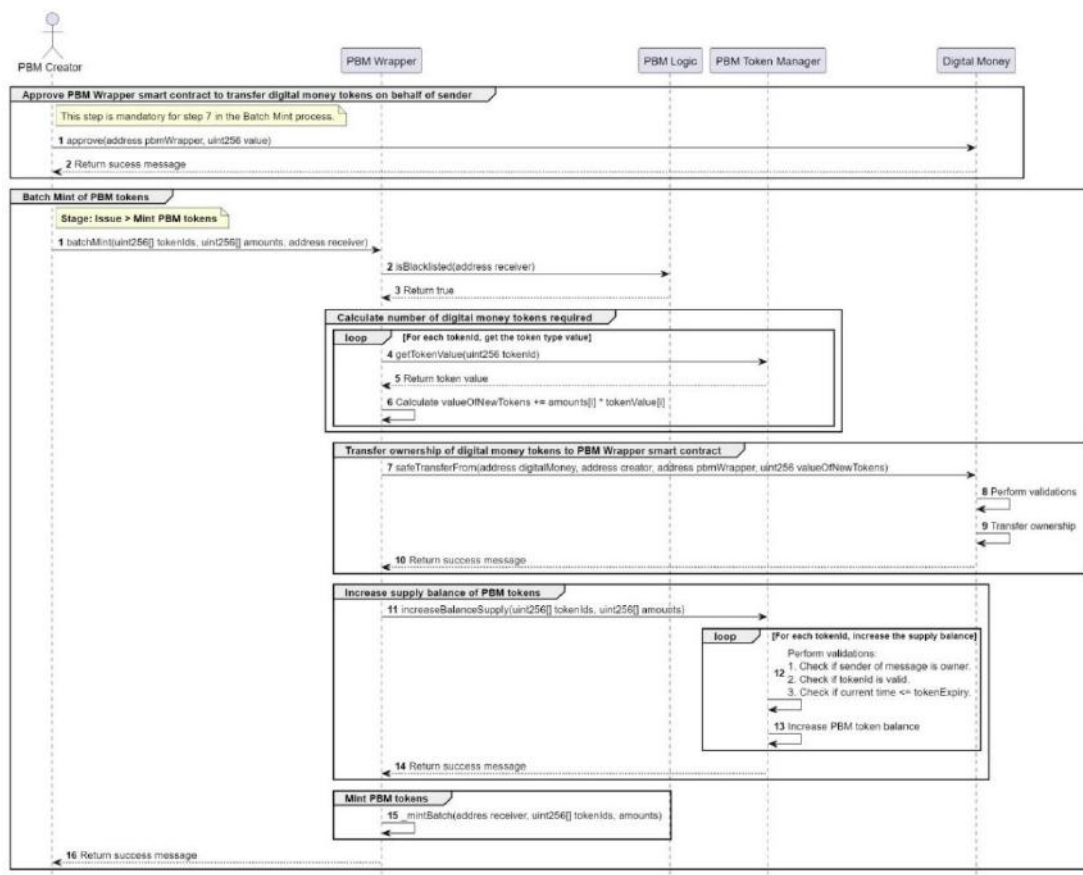 PBM Creator
PBM Wrapper
PBM Logic
PBM Token Manager
Digital Money
Approve PBM Wrapper smart contract to transfer digital money tokens on behalf of sender
This step is mandatory for step 7 in the Batch Mint process.
1 approve(address pbmWrapper, uint256 value)
2 Return sucess message
Batch Mint of PBM tokens
Stage: Issue > Mint PBM tokens
1 batchMint(uint256[] tokenIds, uint256[] amounts, address receiver)
2 isBlacklisted(address receiver)
3 Return true
Calculate number of digital money tokens required
loop [For each tokenId, get the token type value]
4 getTokenValue(uint256 tokenId)
5 Return token value
6 Calculate valueOfNewTokens += amounts[i] * tokenValue[i]
Transfer ownership of digital money tokens to PBM Wrapper smart contract
7 safeTransferFrom(address digitalMoney, address creator, address pbmWrapper, uint256 valueOfNewTokens)
8 Perform validations
9 Transfer ownership
10 Return success message
Increase supply balance of PBM tokens
11 increaseBalanceSupply(uint256[] tokenIds, uint256[] amounts)
loop [For each tokenId, increase the supply balance]
Perform validations:
1. Check if sender of message is owner.
12 2. Check if tokenId is valid.
3. Check if current time <= tokenExpiry.
13 Increase PBM token balance
14 Return success message
Mint PBM tokens
15 _mintBatch(addres receiver, uint256[] tokenIds, amounts)
16 Return success message